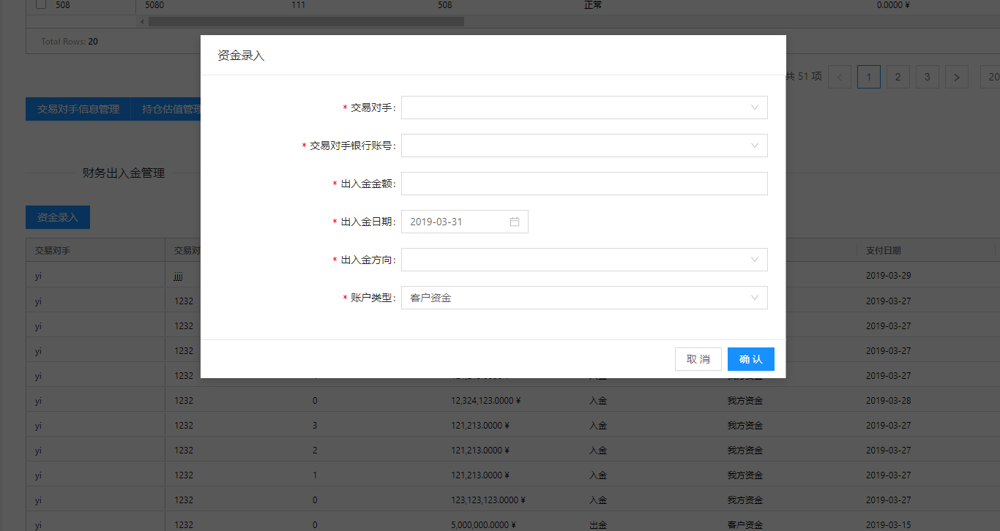 508 5080 111 508 正常 0.0000 ¥
Total Rows: 20
资金录入
共 51 项 < 1 2 3 > 20
* 交易对手:
交易对手信息管理 持仓估值管理
* 交易对手银行账号:
财务出入金管理
* 出入金金额:
资金录入
* 出入金日期: 2019-03-31
交易对手 交易对 支付日期
* 出入金方向:
yi jjjj 2019-03-29
* 账户类型: 客户资金
yi 1232 2019-03-27
yi 1232 2019-03-27
yi 1232 2019-03-27
取 消 确 认
yi 1232 2019-03-27
yi 1232 0 12,324,123.0000 ¥ 入金 我方资金 2019-03-28
yi 1232 3 121,213.0000 ¥ 入金 我方资金 2019-03-27
yi 1232 2 121,213.0000 ¥ 入金 我方资金 2019-03-27
yi 1232 1 121,213.0000 ¥ 入金 我方资金 2019-03-27
yi 1232 0 123,123,123.0000 ¥ 入金 我方资金 2019-03-27
yi 1232 0 5,000,000.0000 ¥ 出金 客户资金 2019-03-15